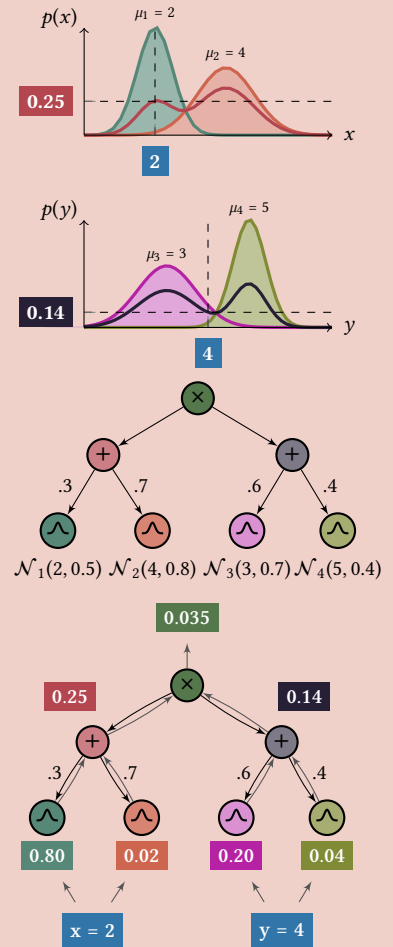 p(x)
μ₁ = 2
μ₂ = 4
0.25
x
2
p(y)
μ₄ = 5
μ₃ = 3
0.14
y
4
×
+ +
.3 .7 .6 .4
𝒩₁(2, 0.5) 𝒩₂(4, 0.8) 𝒩₃(3, 0.7) 𝒩₄(5, 0.4)
0.035
×
0.25 0.14
+ +
.3 .7 .6 .4
0.80 0.02 0.20 0.04
x = 2 y = 4